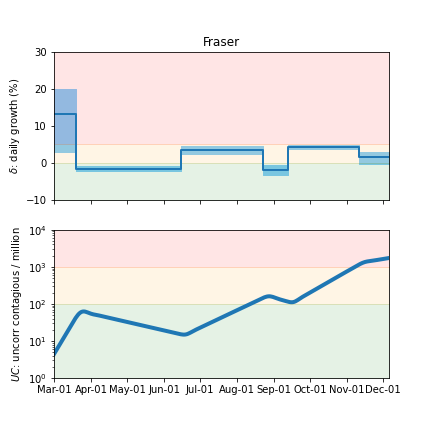 Fraser
δ: daily growth (%)
30
20
10
0
−10
UC: uncorr contagious / million
10⁴
10³
10²
10¹
10⁰
Mar-01 Apr-01 May-01 Jun-01 Jul-01 Aug-01 Sep-01 Oct-01 Nov-01 Dec-01